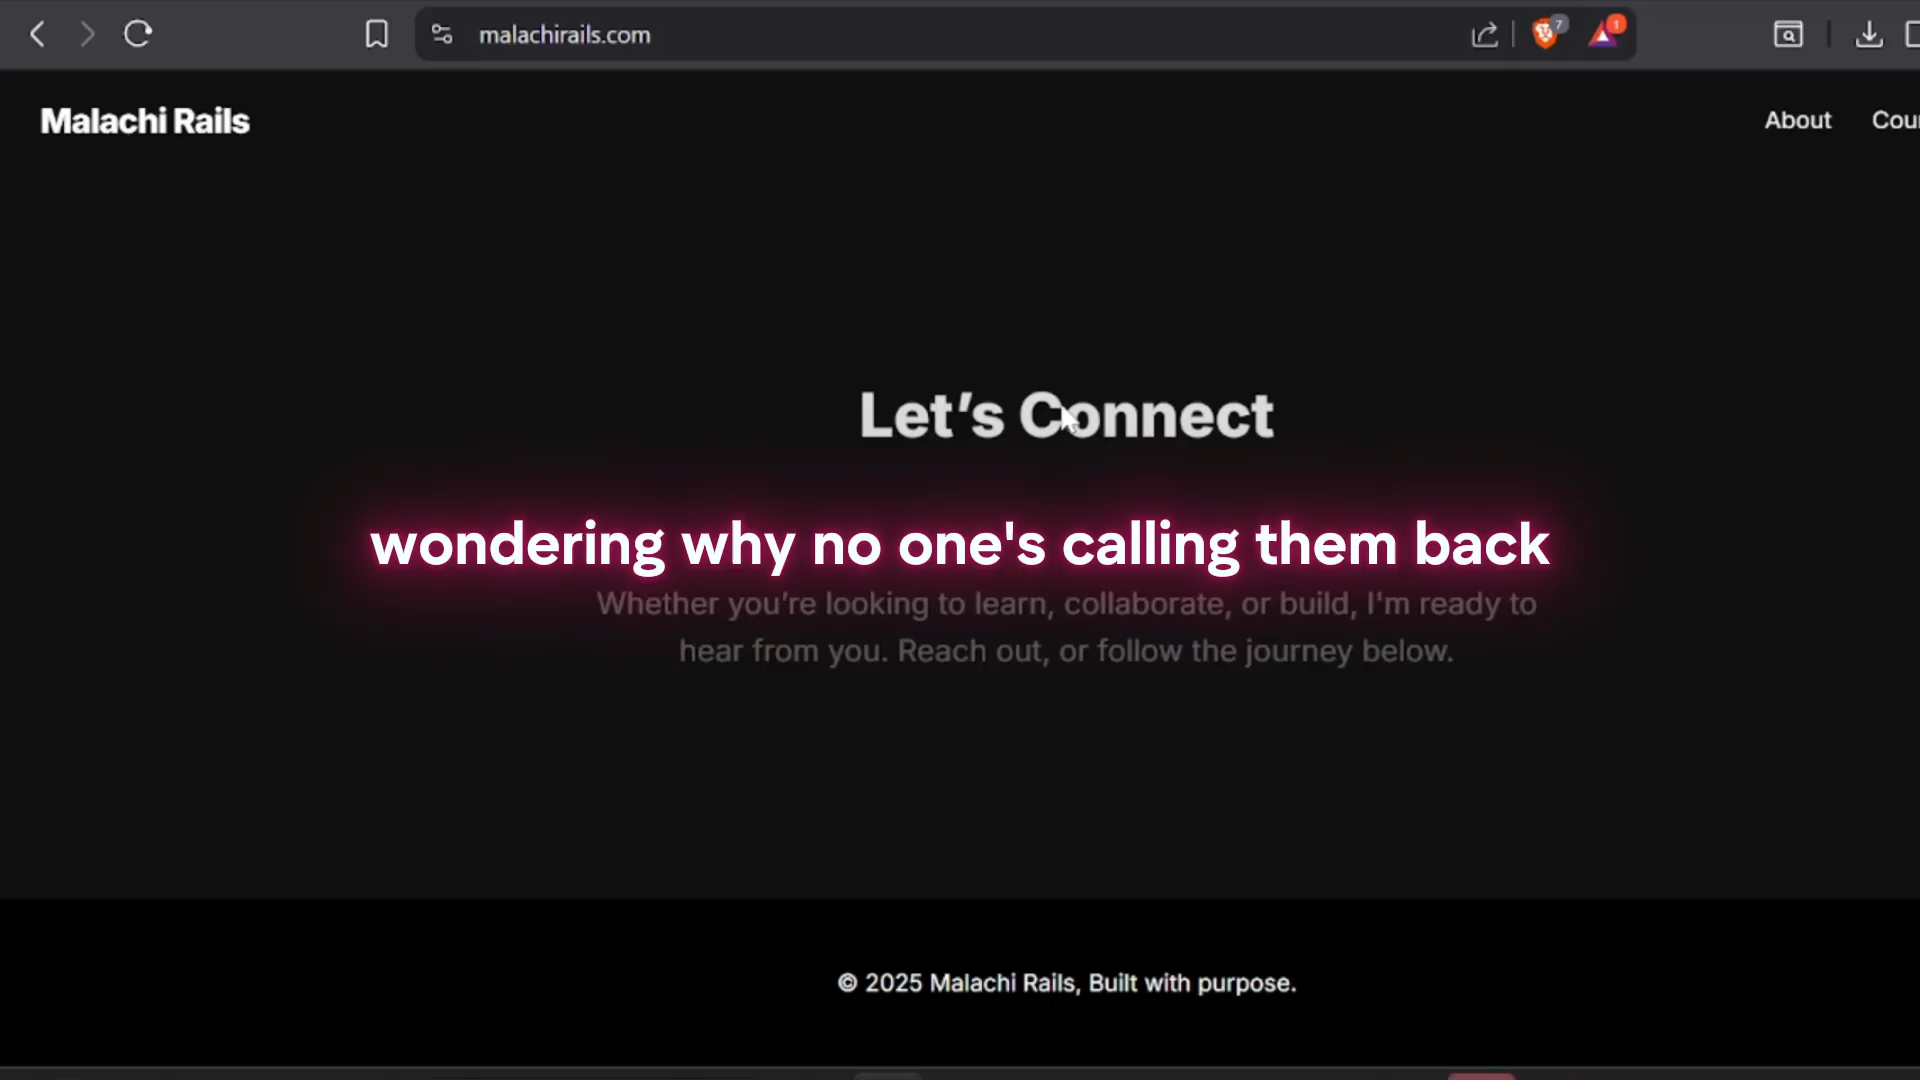 malachirails.com
7
1
Malachi Rails
About
Let’s Connect
wondering why no one's calling them back
Whether you’re looking to learn, collaborate, or build, I'm ready to
hear from you. Reach out, or follow the journey below.
© 2025 Malachi Rails, Built with purpose.